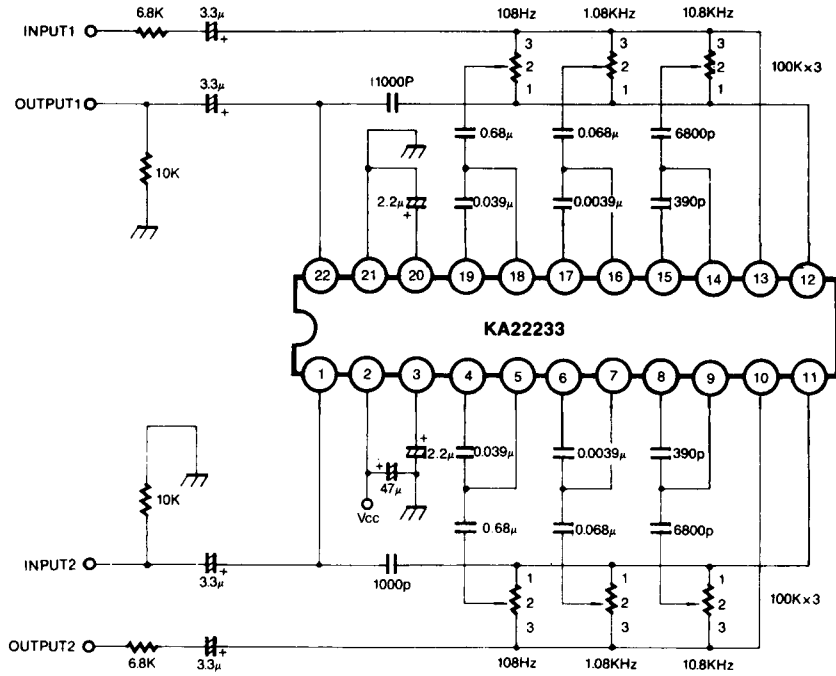 6.8K 3.3μ 108Hz 1.08KHz 10.8KHz
INPUT1 + 3 3 3
3.3μ 11000P 2 2 2 100K×3
OUTPUT1 + 1 1 1
0.68μ 0.068μ 6800p
10K
2.2μ 0.039μ 0.0039μ 390p
+
22 21 20 19 18 17 16 15 14 13 12
KA22233
1 2 3 4 5 6 7 8 9 10 11
+ + 2.2μ 0.039μ 0.0039μ 390p
47μ
10K Vcc
0.68μ 0.068μ 6800p
INPUT2 + 1 1 1
3.3μ 1000p 2 2 2 100K×3
OUTPUT2 + 3 3 3
6.8K 3.3μ 108Hz 1.08KHz 10.8KHz